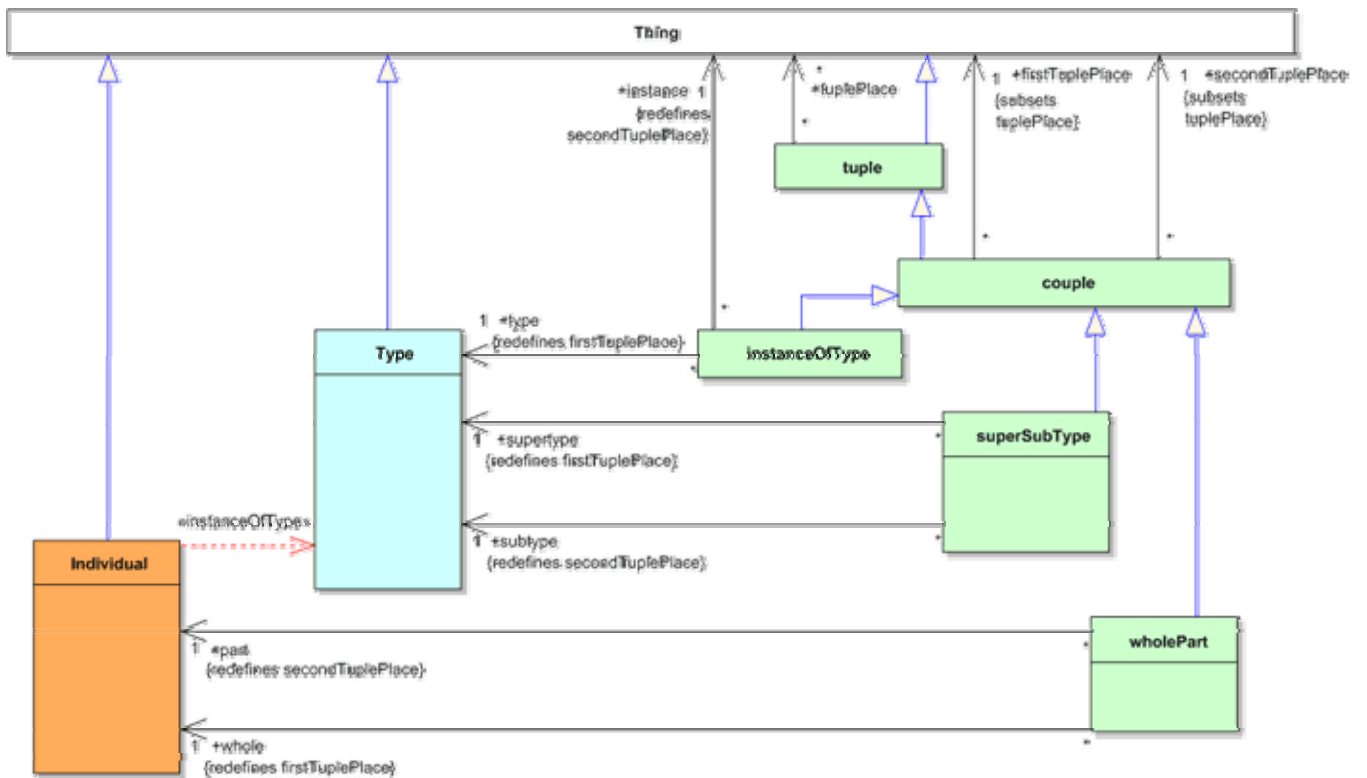 Thing
+instance 1
{redefines
secondTuplePlace}
*
+tuplePlace
*
1 +firstTuplePlace
{subsets
tuplePlace}
1 +secondTuplePlace
{subsets
tuplePlace}
tuple
*
*
couple
*
1 +type
{redefines firstTuplePlace}
Type
instanceOfType
*
1 +supertype
{redefines firstTuplePlace}
*
superSubType
«instanceOfType»
1 +subtype
{redefines secondTuplePlace}
*
Individual
1 +part
{redefines secondTuplePlace}
*
wholePart
1 +whole
{redefines firstTuplePlace}
*